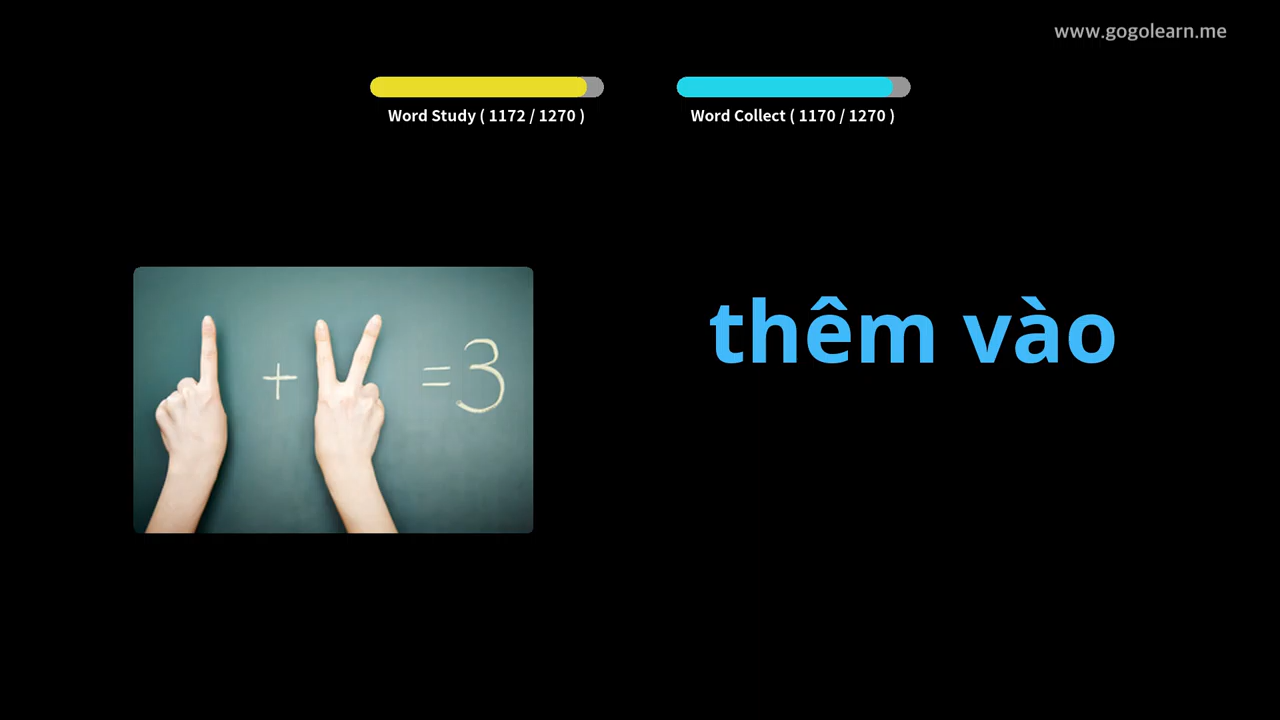 www.gogolearn.me
Word Study ( 1172 / 1270 )
Word Collect ( 1170 / 1270 )
+ = 3
thêm vào